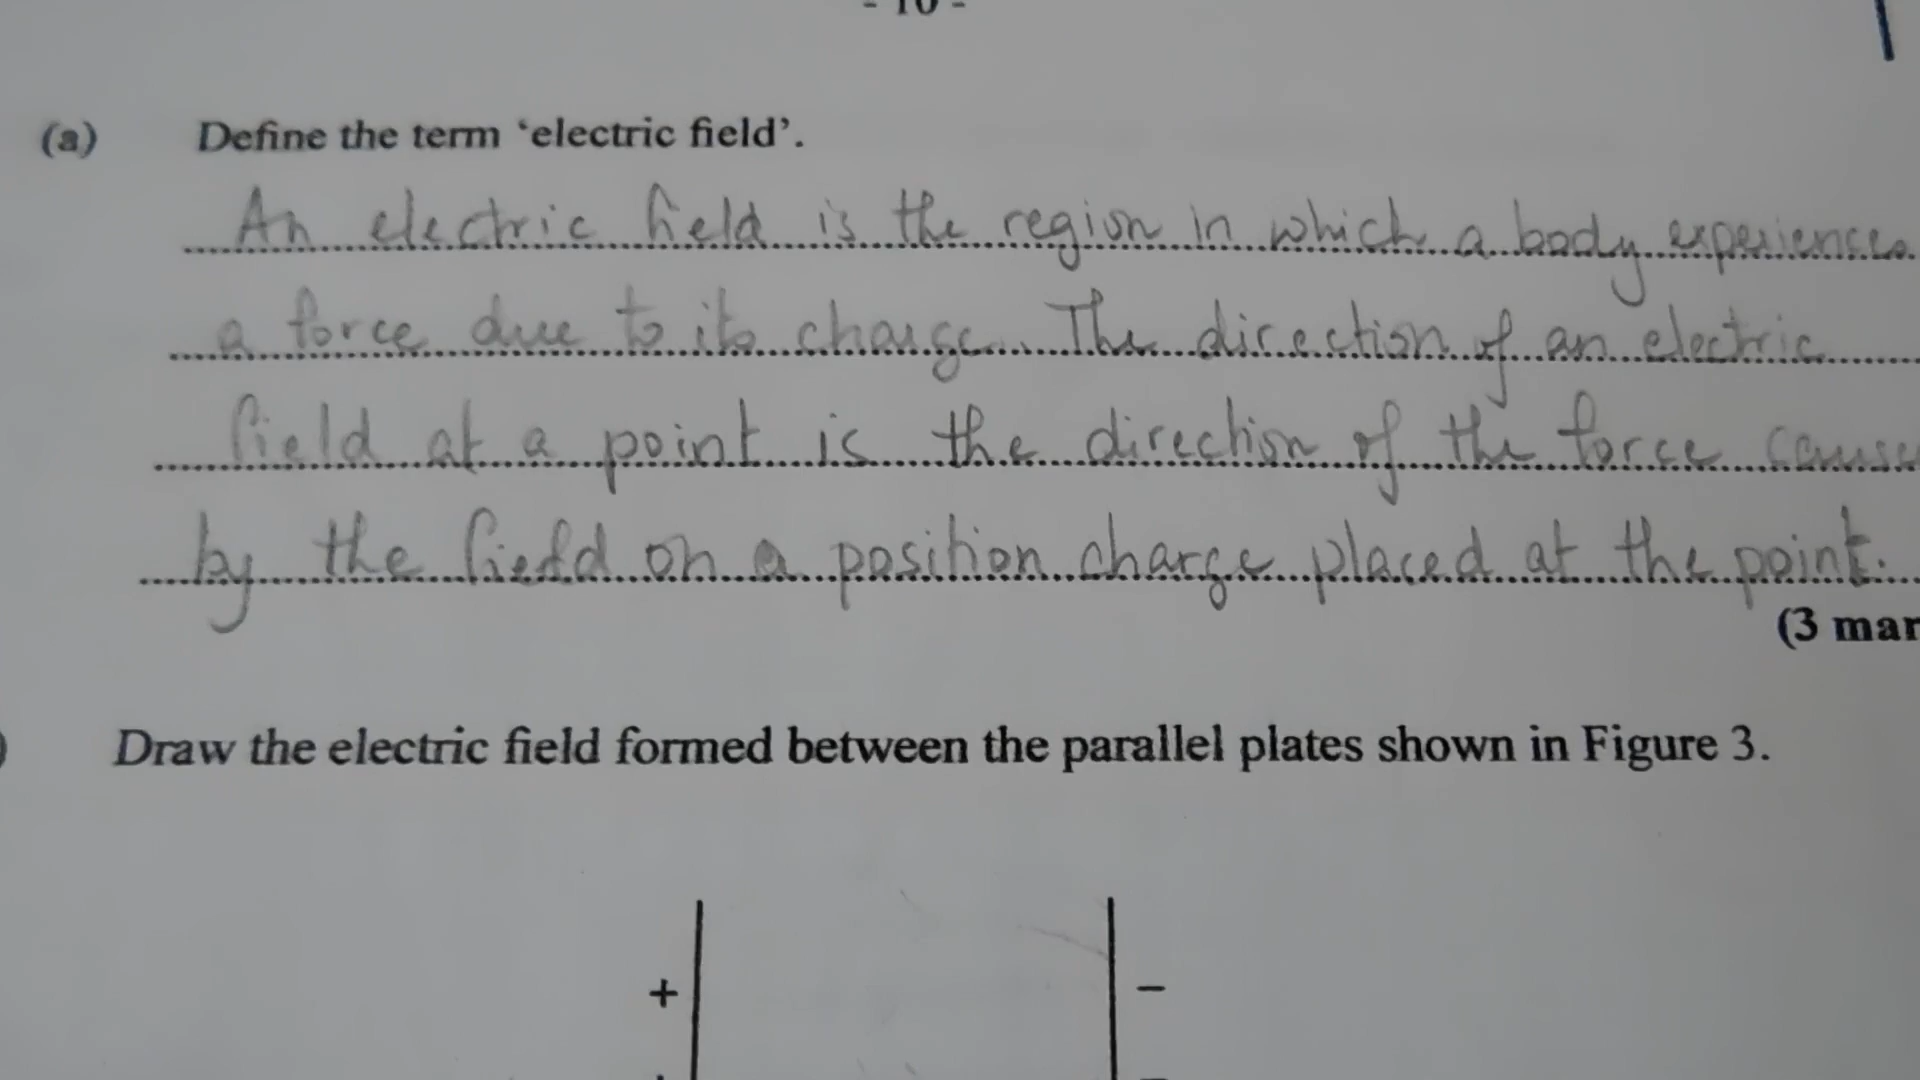 - 10 -
(a) Define the term ‘electric field’.
An electric field is the region in which a body experiences
a force due to its charge. The direction of an electric
field at a point is the direction of the force cause
by the field on a position charge placed at the point.
(3 mar
) Draw the electric field formed between the parallel plates shown in Figure 3.
+ −